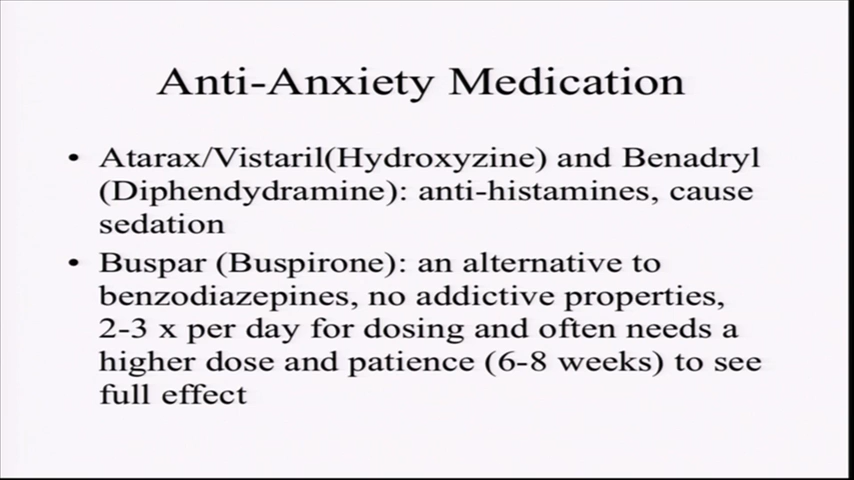 Anti-Anxiety Medication
• Atarax/Vistaril(Hydroxyzine) and Benadryl
(Diphendydramine): anti-histamines, cause
sedation
• Buspar (Buspirone): an alternative to
benzodiazepines, no addictive properties,
2-3 x per day for dosing and often needs a
higher dose and patience (6-8 weeks) to see
full effect